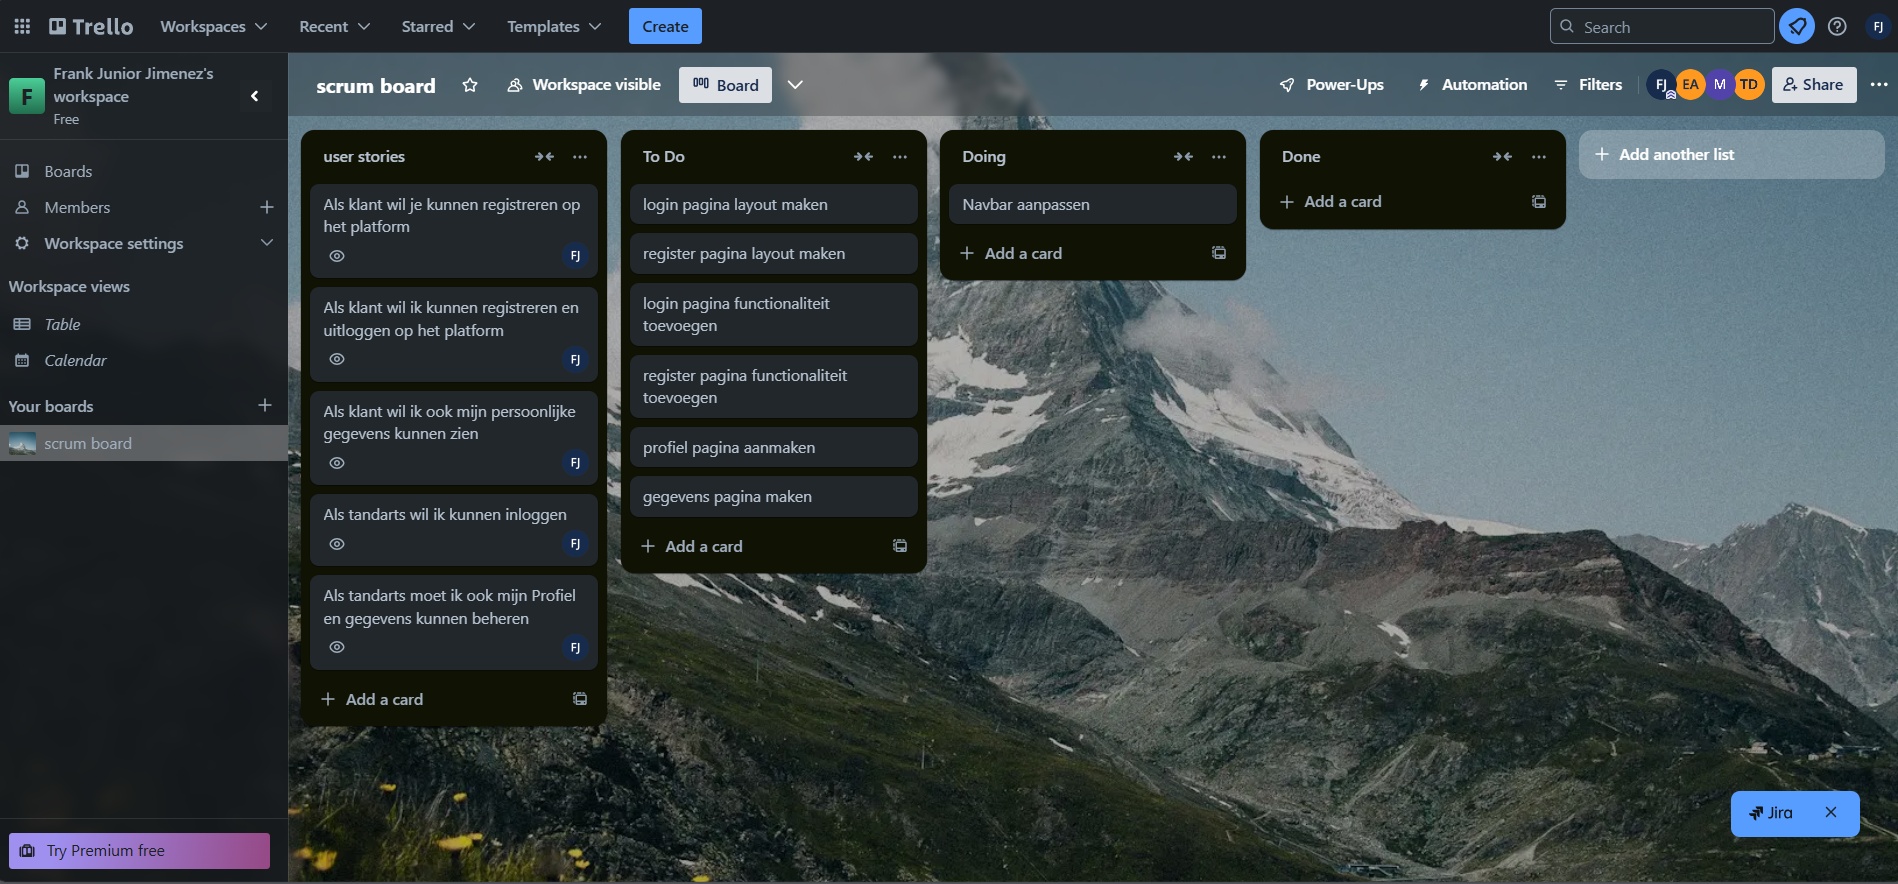 Trello
Workspaces
Recent
Starred
Templates
Create
Search
FJ
F
Frank Junior Jimenez's
workspace
Free
Boards
Members
Workspace settings
Workspace views
Table
Calendar
Your boards
scrum board
Try Premium free
scrum board
Workspace visible
Board
Power-Ups
Automation
Filters
FJ
EA
M
TD
Share
user stories
Als klant wil je kunnen registreren op
het platform
FJ
Als klant wil ik kunnen registreren en
uitloggen op het platform
FJ
Als klant wil ik ook mijn persoonlijke
gegevens kunnen zien
FJ
Als tandarts wil ik kunnen inloggen
FJ
Als tandarts moet ik ook mijn Profiel
en gegevens kunnen beheren
FJ
Add a card
To Do
login pagina layout maken
register pagina layout maken
login pagina functionaliteit
toevoegen
register pagina functionaliteit
toevoegen
profiel pagina aanmaken
gegevens pagina maken
Add a card
Doing
Navbar aanpassen
Add a card
Done
Add a card
Add another list
Jira